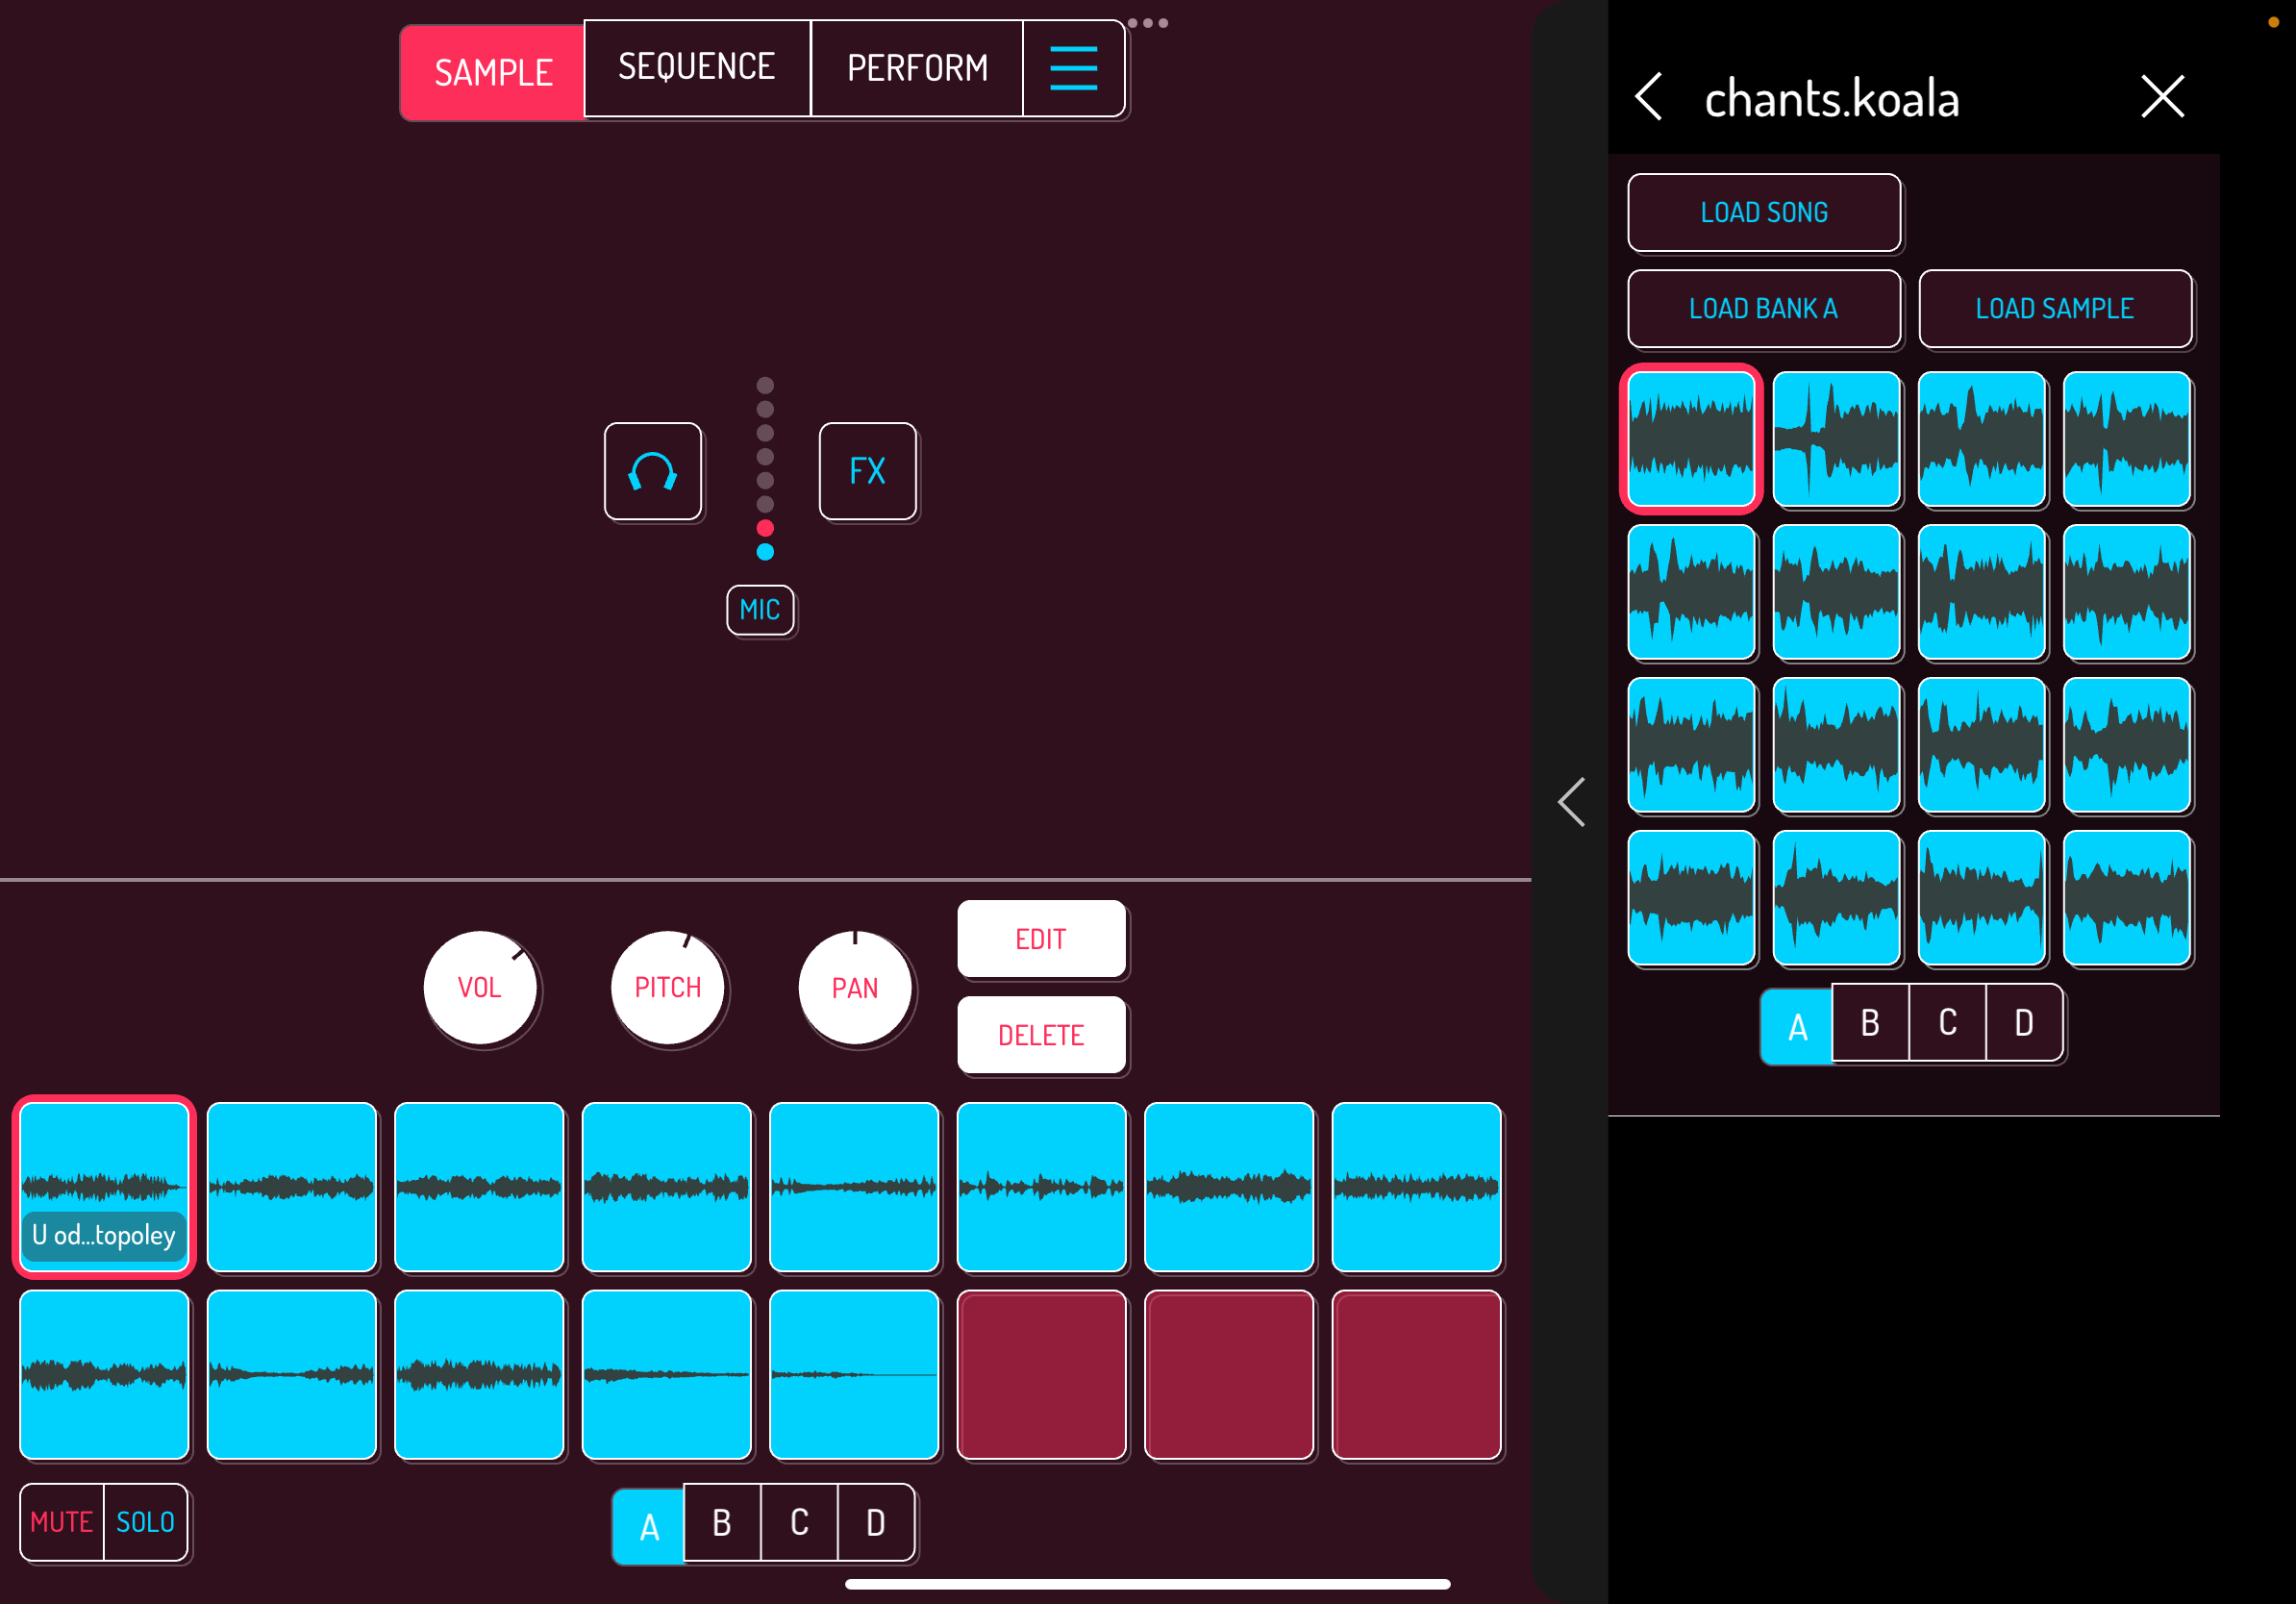 SAMPLE SEQUENCE PERFORM
FX
MIC
VOL PITCH PAN EDIT
DELETE
U od...topoley
MUTE SOLO
A B C D
chants.koala
LOAD SONG
LOAD BANK A LOAD SAMPLE
A B C D